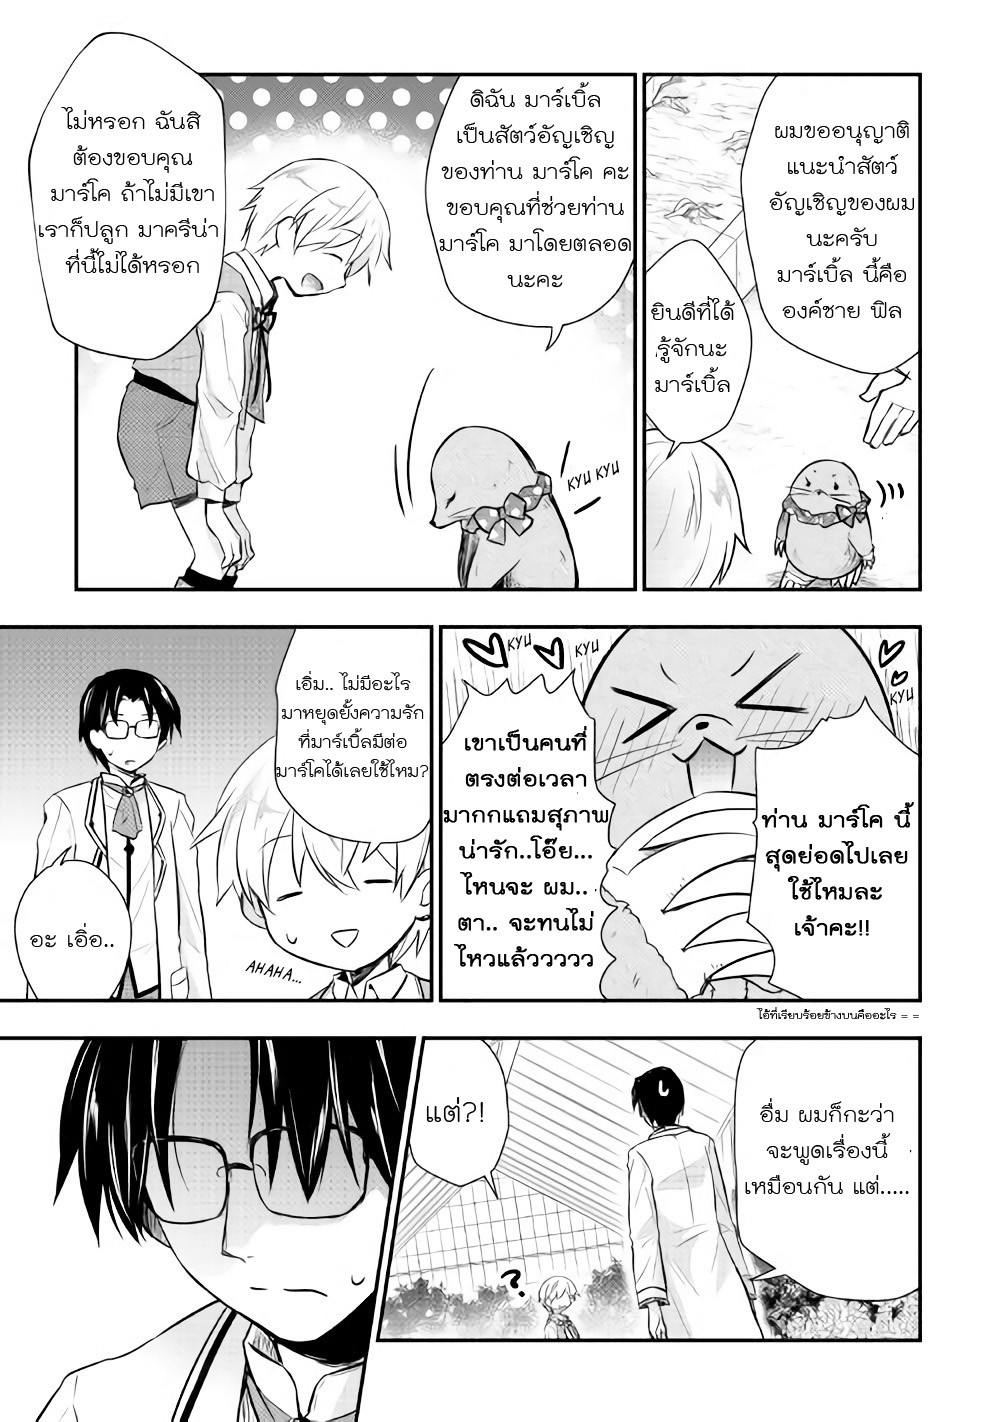 ผมขออนุญาติ
แนะนำสัตว์
อัญเชิญของผม
นะครับ
มาร์เบิ้ล นี้คือ
องค์ชาย ฟิล
ยินดีที่ได้
รู้จักนะ
มาร์เบิ้ล
ดิฉัน มาร์เบิ้ล
เป็นสัตว์อัญเชิญ
ของท่าน มาร์โค คะ
ขอบคุณที่ช่วยท่าน
มาร์โค มาโดยตลอด
นะคะ
KYU KYU
ไม่หรอก ฉันสิ
ต้องขอบคุณ
มาร์โค ถ้าไม่มีเขา
เราก็ปลูก มาครีน่า
ที่นี้ไม่ได้หรอก
KYU
KYU
KYU
ท่าน มาร์โค นี้
สุดย่อดไปเลย
ใช้ไหมละ
เจ้าคะ!!
เขาเป็นคนที่
ตรงต่อเวลา
มากกแถมสุภาพ
น่ารัก..โอ๊ย...
ไหนจะ ผม..
ตา.. จะทนไม่
ไหวแล้ววววว
ไอ้ที่เรียบร้อยข้างบนคืออะไร = =
เอิ่ม.. ไม่มีอะไร
มาหยุดยั้งความรัก
ที่มาร์เบิ้ลมีต่อ
มาร์โคได้เลยใช้ไหม?
AHAHA...
อะ เอิ่อ..
อื่ม ผมก็กะว่า
จะพูดเรื่องนี้
เหมือนกัน แต่.....
แต่?!
?